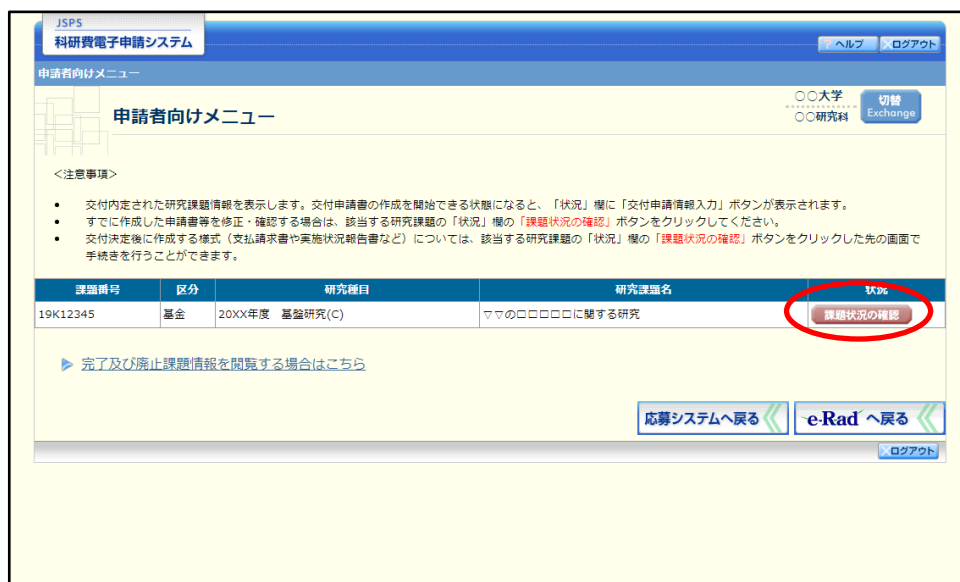 JSPS
科研費電子申請システム
ヘルプ ログアウト
申請者向けメニュー
申請者向けメニュー
○○大学
○○研究科
切替
Exchange
<注意事項>
• 交付内定された研究課題情報を表示します。交付申請書の作成を開始できる状態になると、「状況」欄に「交付申請情報入力」ボタンが表示されます。
• すでに作成した申請書等を修正・確認する場合は、該当する研究課題の「状況」欄の「課題状況の確認」ボタンをクリックしてください。
• 交付決定後に作成する様式（支払請求書や実施状況報告書など）については、該当する研究課題の「状況」欄の「課題状況の確認」ボタンをクリックした先の画面で
手続きを行うことができます。
課題番号 区分 研究種目 研究課題名 状況
19K12345 基金 20XX年度 基盤研究(C) ▽▽の□□□□□に関する研究 課題状況の確認
完了及び廃止課題情報を閲覧する場合はこちら
応募システムへ戻る e-Rad へ戻る
ログアウト